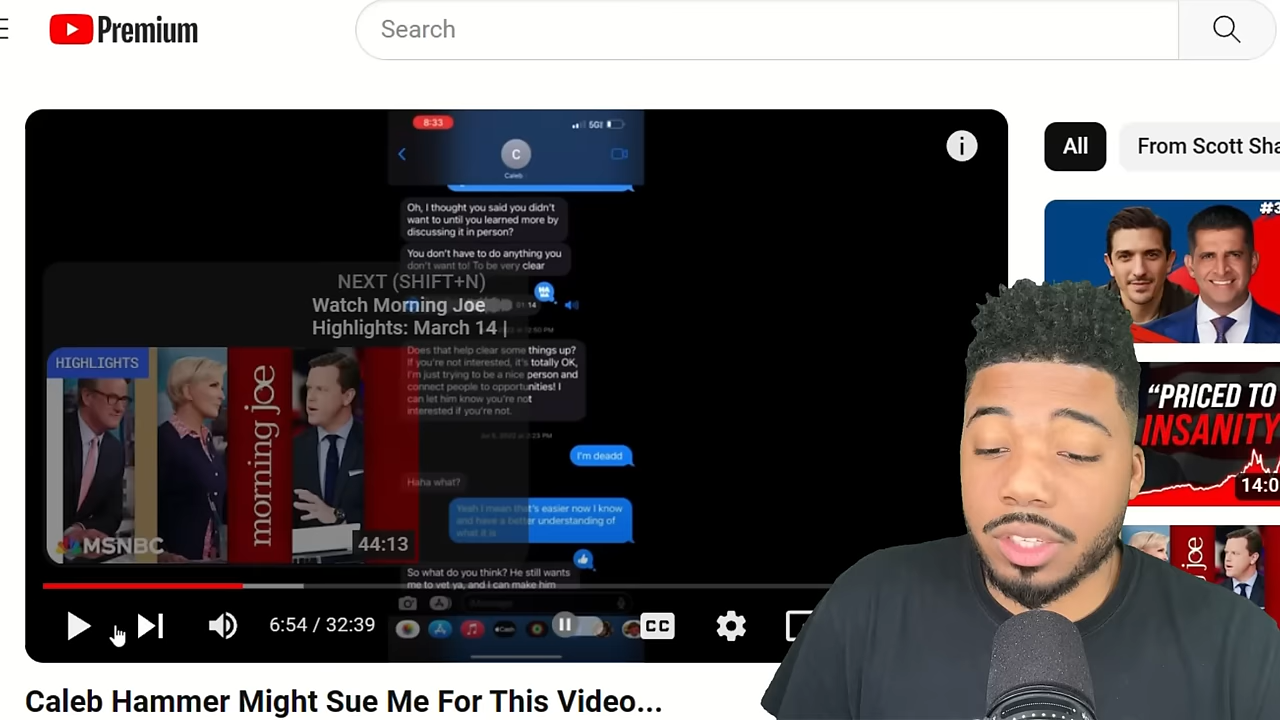 Premium
Search
8:33
5G
C
Caleb
Oh, I thought you said you didn't
want to until you learned more by
discussing it in person?
You don't have to do anything you
don't want to! To be very clear
HA
HA
01:14
NEXT (SHIFT+N)
Watch Morning Joe
Highlights: March 14 |
Does that help clear some things up?
If you're not interested, it's totally OK,
I'm just trying to be a nice person and
connect people to opportunities! I
can let him know you're not
interested if you're not.
I'm deadd
Haha what?
Yeah I mean that's easier now I know
and have a better understanding of
what it is
So what do you think? He still wants
me to vet ya, and I can make him
HIGHLIGHTS
morning joe
MSNBC
44:13
iMessage
6:54 / 32:39
CC
Caleb Hammer Might Sue Me For This Video...
All
From Scott Sha
#3
"PRICED TO
INSANITY
14:0
joe